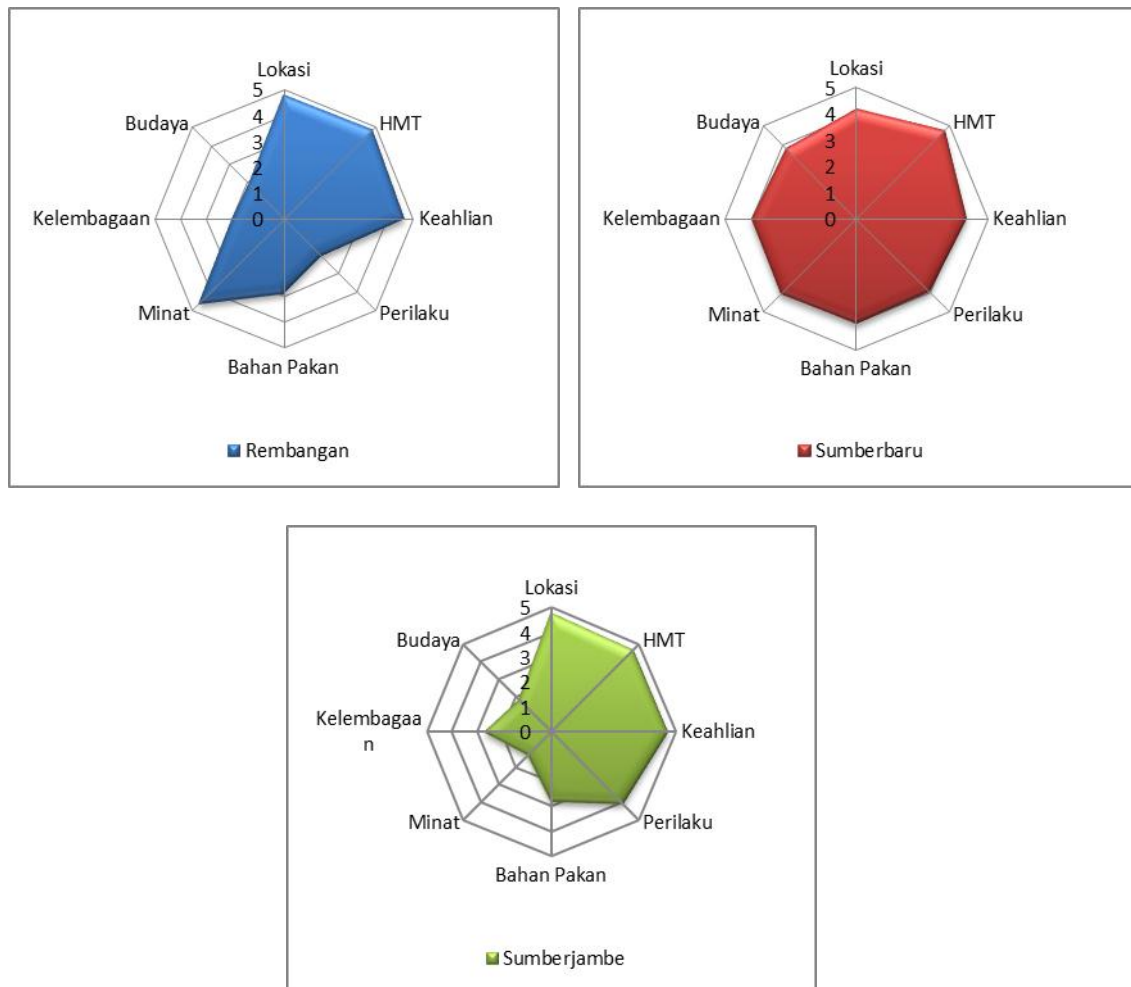 Lokasi
HMT
Keahlian
Perilaku
Bahan Pakan
Minat
Kelembagaan
Budaya
5
4
3
2
1
0
Rembangan
Lokasi
HMT
Keahlian
Perilaku
Bahan Pakan
Minat
Kelembagaan
Budaya
5
4
3
2
1
0
Sumberbaru
Lokasi
HMT
Keahlian
Perilaku
Bahan Pakan
Minat
Kelembagaa
n
Budaya
5
4
3
2
1
0
Sumberjambe